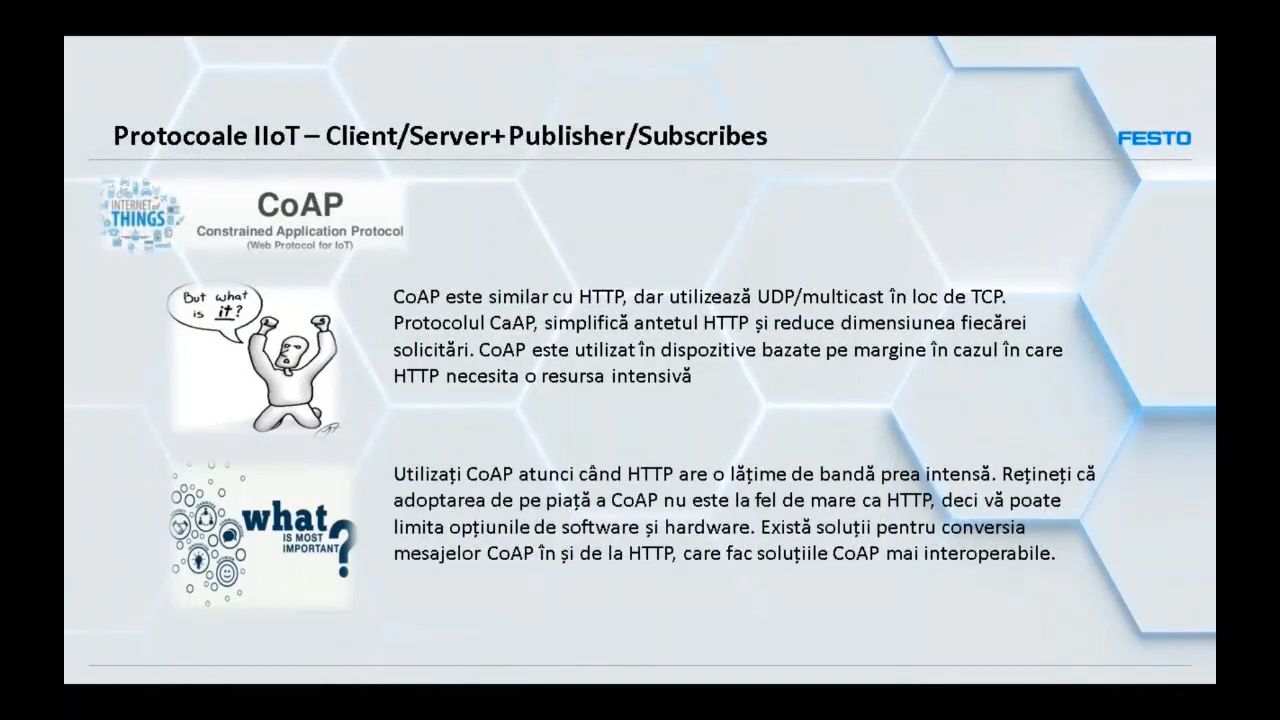 Protocoale IIoT – Client/Server+Publisher/Subscribes
FESTO
INTERNET of
THINGS
CoAP
Constrained Application Protocol
(Web Protocol for IoT)
But what
is it?
CoAP este similar cu HTTP, dar utilizează UDP/multicast în loc de TCP.
Protocolul CaAP, simplifică antetul HTTP și reduce dimensiunea fiecărei
solicitări. CoAP este utilizat în dispozitive bazate pe margine în cazul în care
HTTP necesita o resursa intensivă
what
IS MOST
IMPORTANT
?
Utilizați CoAP atunci când HTTP are o lățime de bandă prea intensă. Rețineți că
adoptarea de pe piață a CoAP nu este la fel de mare ca HTTP, deci vă poate
limita opțiunile de software și hardware. Există soluții pentru conversia
mesajelor CoAP în și de la HTTP, care fac soluțiile CoAP mai interoperabile.